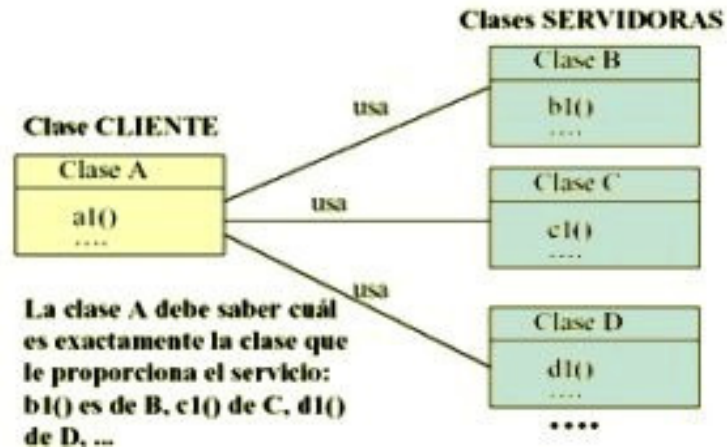 Clases SERVIDORAS
Clase B
b1()
....
usa
Clase CLIENTE
Clase A
a1()
....
usa
Clase C
c1()
....
usa
Clase D
d1()
....
....
La clase A debe saber cuál
es exactamente la clase que
le proporciona el servicio:
b1() es de B, c1() de C, d1()
de D, ...